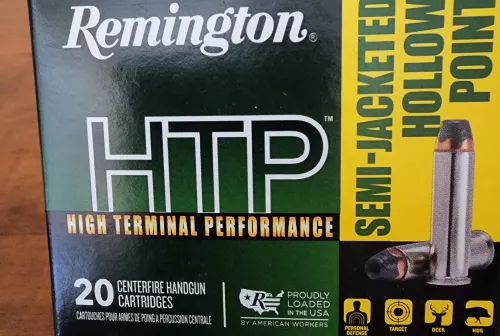 Remington®
HTP™
HIGH TERMINAL PERFORMANCE
20 CENTERFIRE HANDGUN
CARTRIDGES
CARTOUCHES POUR ARMES DE POING A PERCUSSION CENTRALE
R
PROUDLY
LOADED
IN THE USA
BY AMERICAN WORKERS
SEMI-JACKETED
HOLLOW
POINT
PERSONAL
DEFENSE
TARGET
DEER
HOG